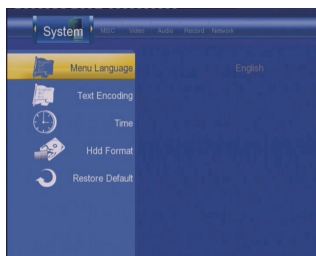 System MISC Video Audio Record Network
Menu Language English
Text Encoding
Time
Hdd Format
Restore Default